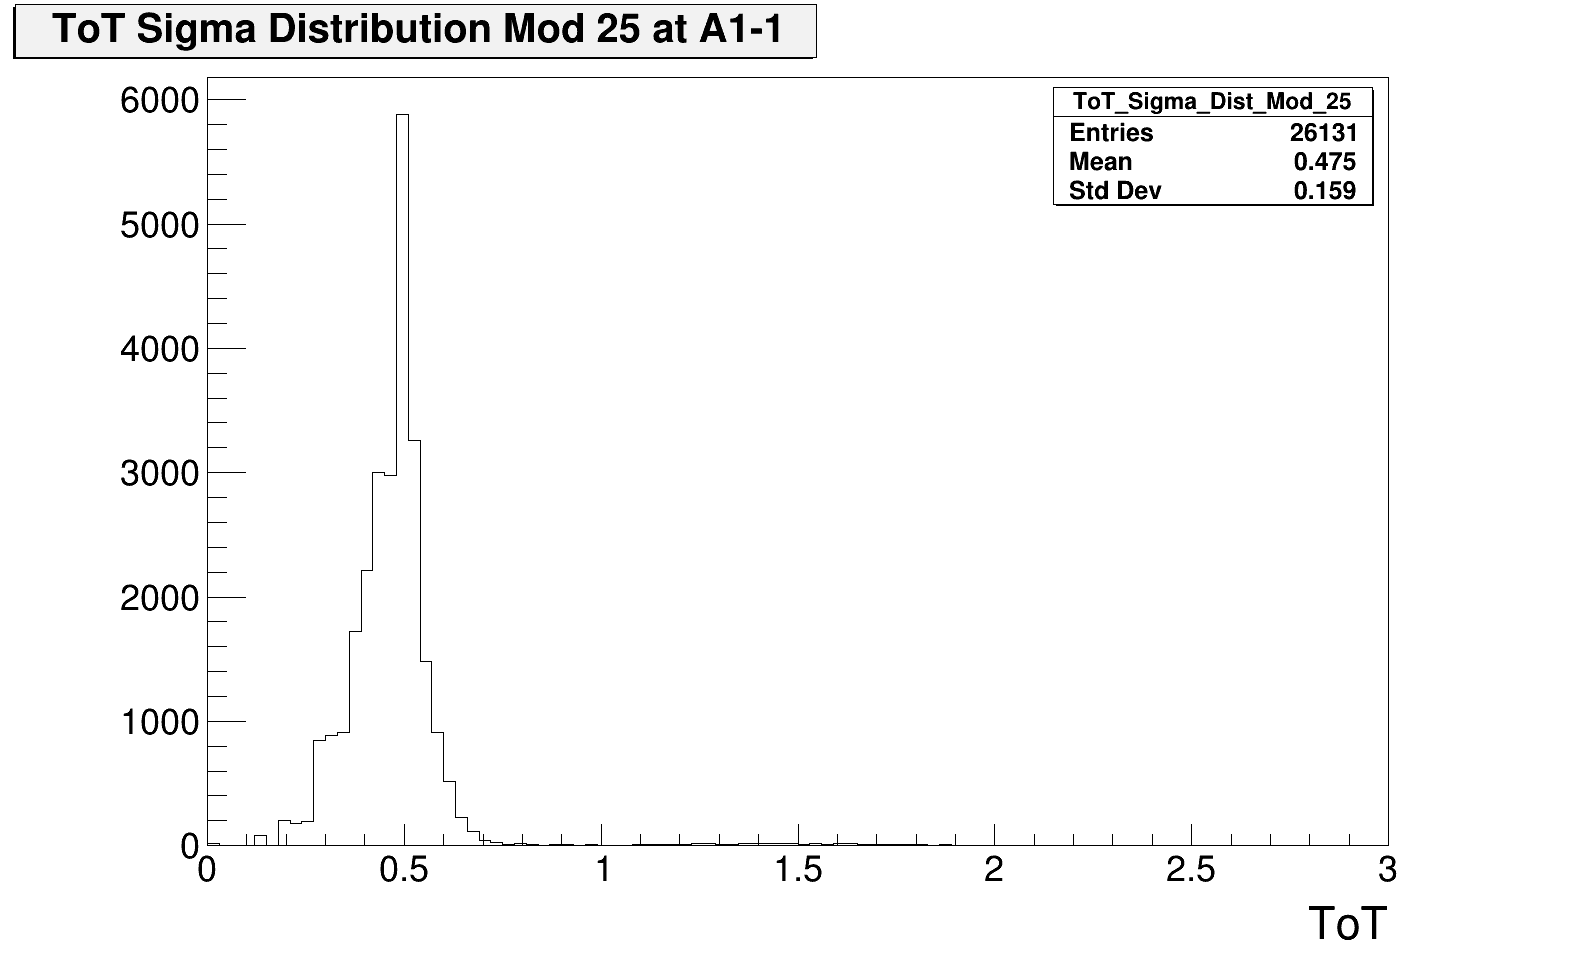 ToT Sigma Distribution Mod 25 at A1-1
ToT_Sigma_Dist_Mod_25
Entries 26131
Mean 0.475
Std Dev 0.159
6000
5000
4000
3000
2000
1000
0
0 0.5 1 1.5 2 2.5 3
ToT